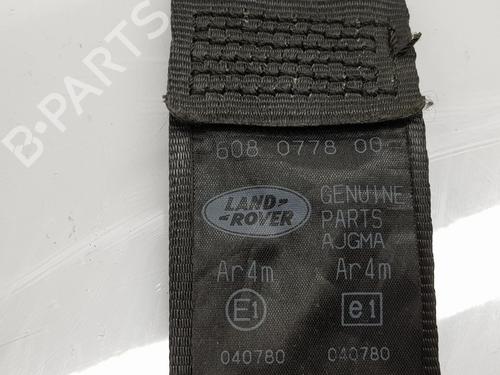 608 0778 00
LAND-
ROVER
GENUINE
PARTS
AJGMA
Ar4m Ar4m
E1 e1
040780 040780
B-PARTS